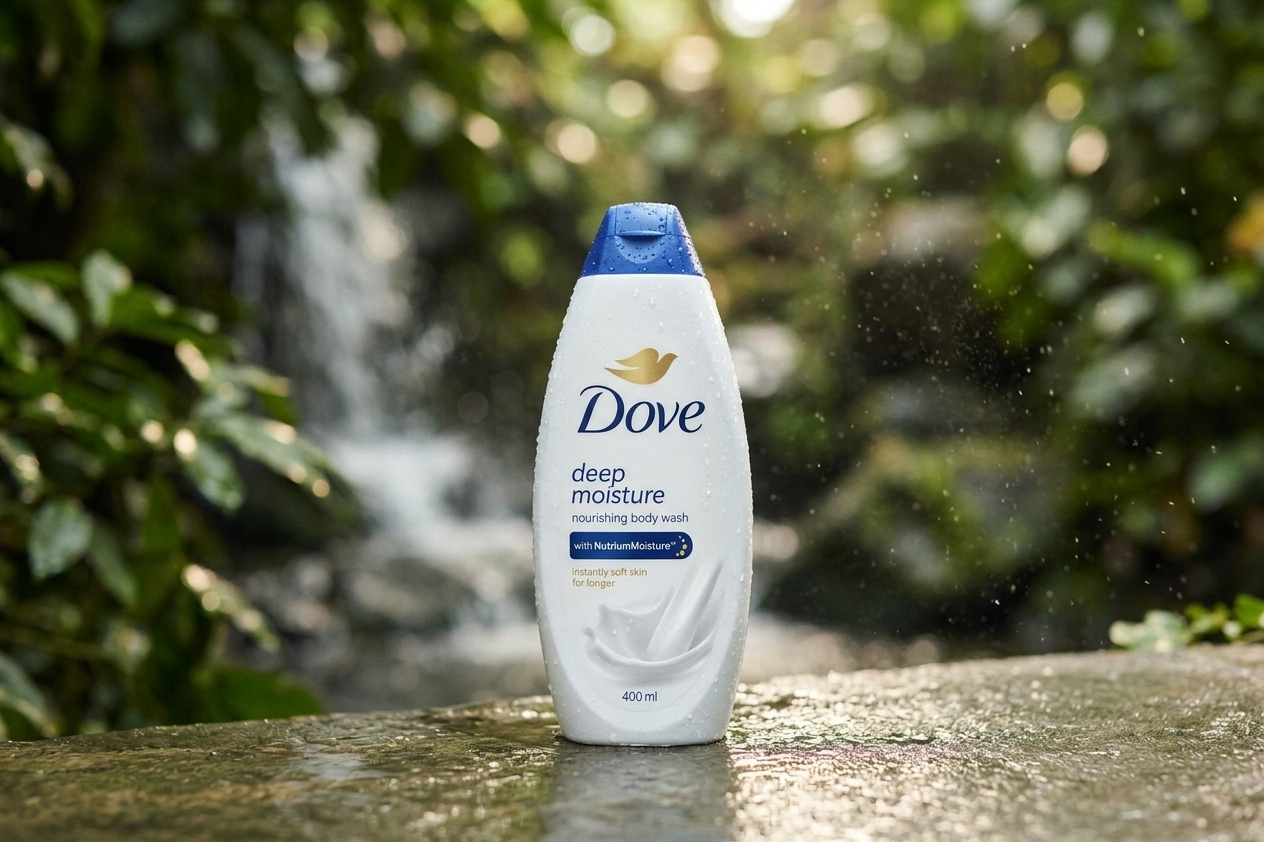 Dove
deep
moisture
nourishing body wash
with NutriumMoisture
instantly soft skin
for longer
400 ml